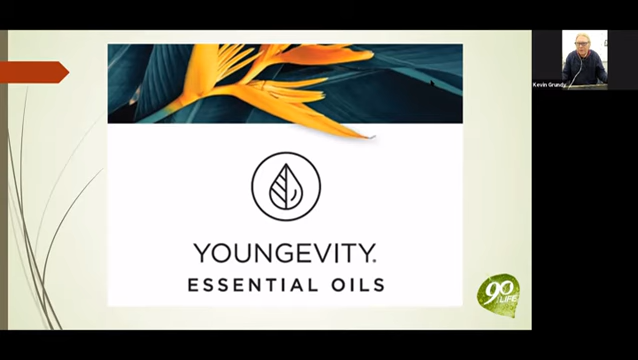 Kevin Grundy
YOUNGEVITY®
ESSENTIAL OILS
90
LIFE